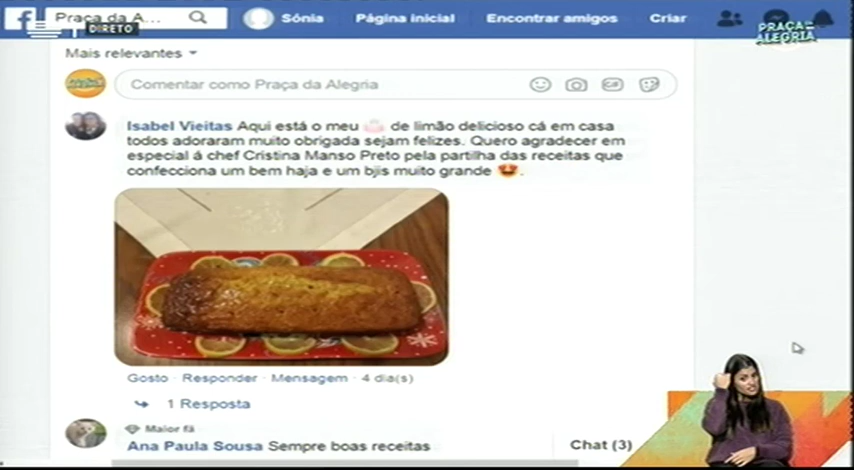 Praça da A...
DIRETO
Sónia
Página inicial
Encontrar amigos
Criar
PRAÇA DA ALEGRIA
Mais relevantes
Comentar como Praça da Alegria
GIF
Isabel Vieitas Aqui está o meu 🎂 de limão delicioso cá em casa
todos adoraram muito obrigada sejam felizes. Quero agradecer em
especial á chef Cristina Manso Preto pela partilha das receitas que
confecciona um bem haja e um bjis muito grande 😍.
Gosto · Responder · Mensagem · 4 dia(s)
1 Resposta
Maior fã
Ana Paula Sousa Sempre boas receitas
Chat (3)